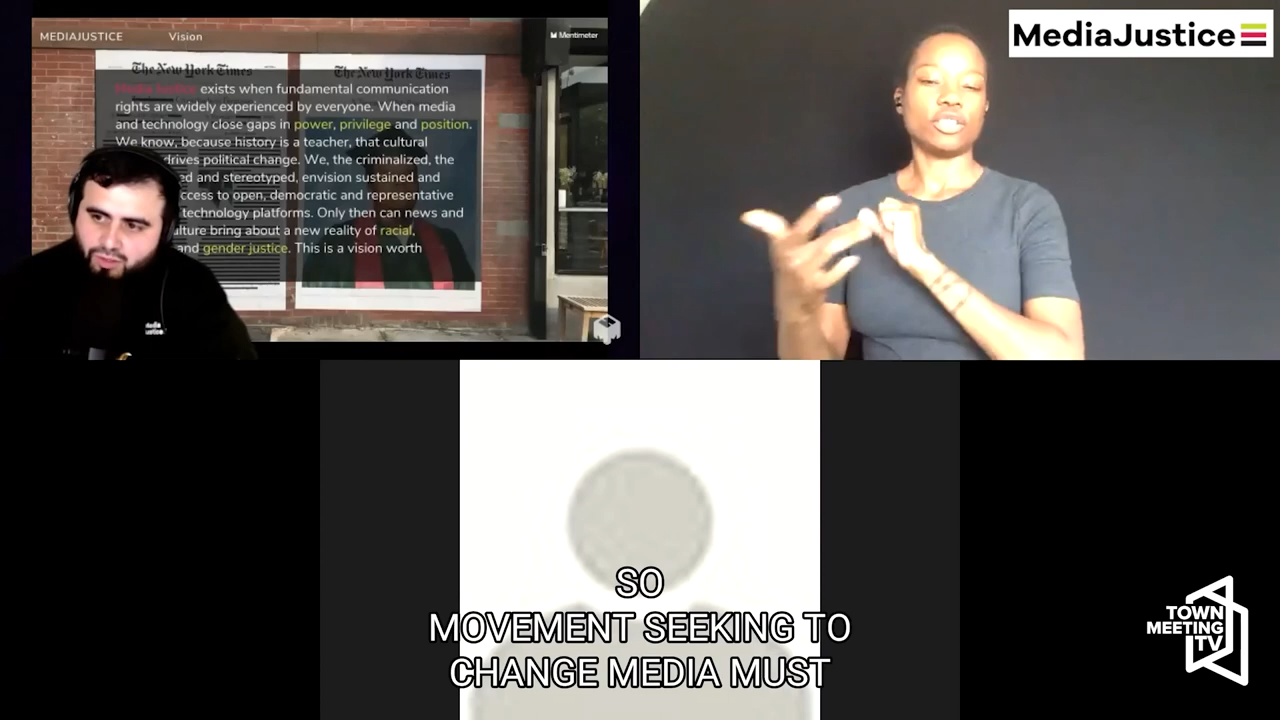 MEDIAJUSTICE
Vision
Mentimeter
The New York Times
The New York Times
Media Justice exists when fundamental communication
rights are widely experienced by everyone. When media
and technology close gaps in power, privilege and position.
We know, because history is a teacher, that cultural
drives political change. We, the criminalized, the
ed and stereotyped, envision sustained and
ccess to open, democratic and representative
technology platforms. Only then can news and
ulture bring about a new reality of racial,
and gender justice. This is a vision worth
MediaJustice
SO
MOVEMENT SEEKING TO
CHANGE MEDIA MUST
TOWN
MEETING
TV